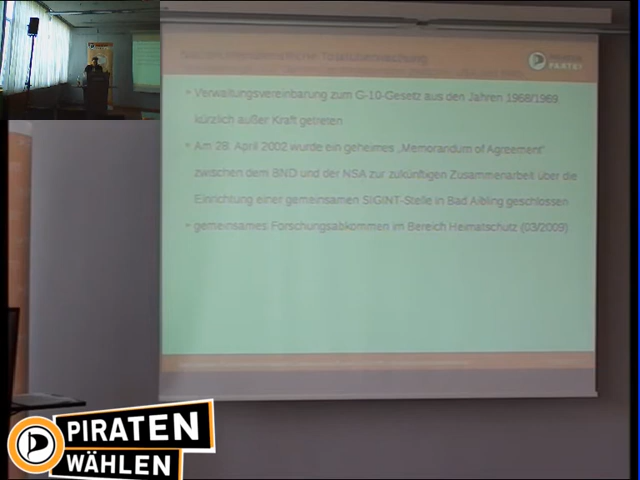 PARTEI
• Verwaltungsvereinbarung zum G-10-Gesetz aus den Jahren 1968/1969
kürzlich außer Kraft getreten
• Am 28. April 2002 wurde ein geheimes „Memorandum of Agreement“
zwischen dem BND und der NSA zur zukünftigen Zusammenarbeit über die
Einrichtung einer gemeinsamen SIGINT-Stelle in Bad Aibling geschlossen
• gemeinsames Forschungsabkommen im Bereich Heimatschutz (03/2009)
PIRATEN
WÄHLEN